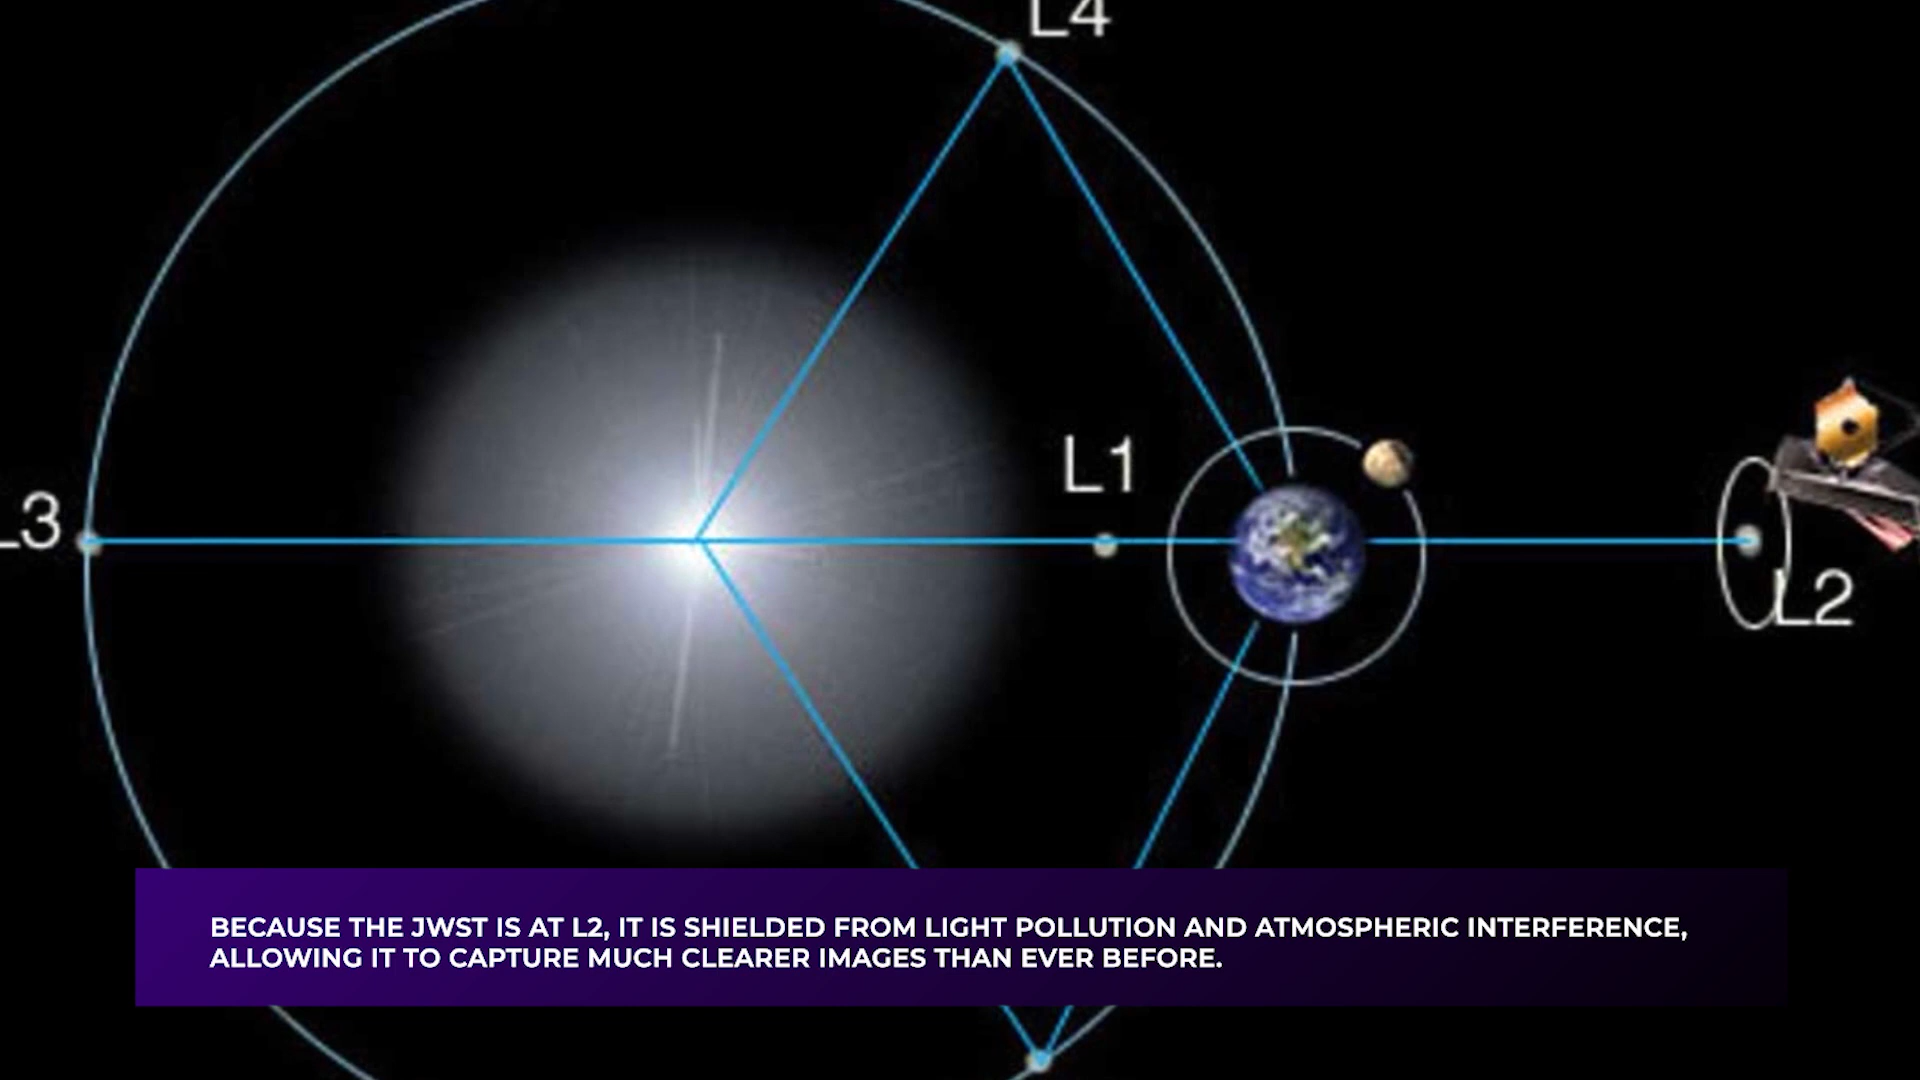 L4
L1
L3
L2
BECAUSE THE JWST IS AT L2, IT IS SHIELDED FROM LIGHT POLLUTION AND ATMOSPHERIC INTERFERENCE,
ALLOWING IT TO CAPTURE MUCH CLEARER IMAGES THAN EVER BEFORE.